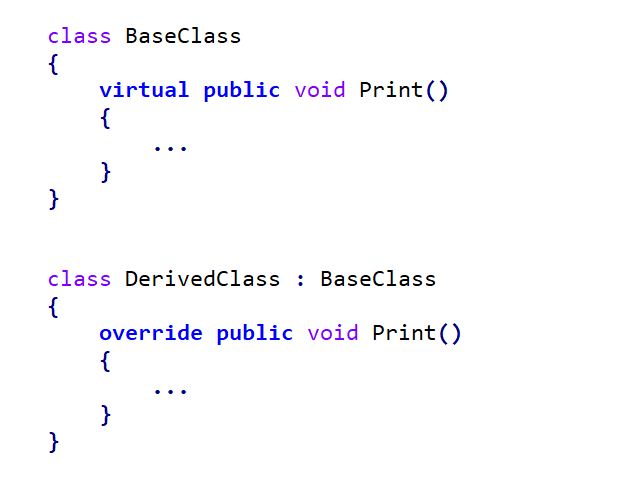 class BaseClass
{
    virtual public void Print()
    {
        ...
    }
}
class DerivedClass : BaseClass
{
    override public void Print()
    {
        ...
    }
}